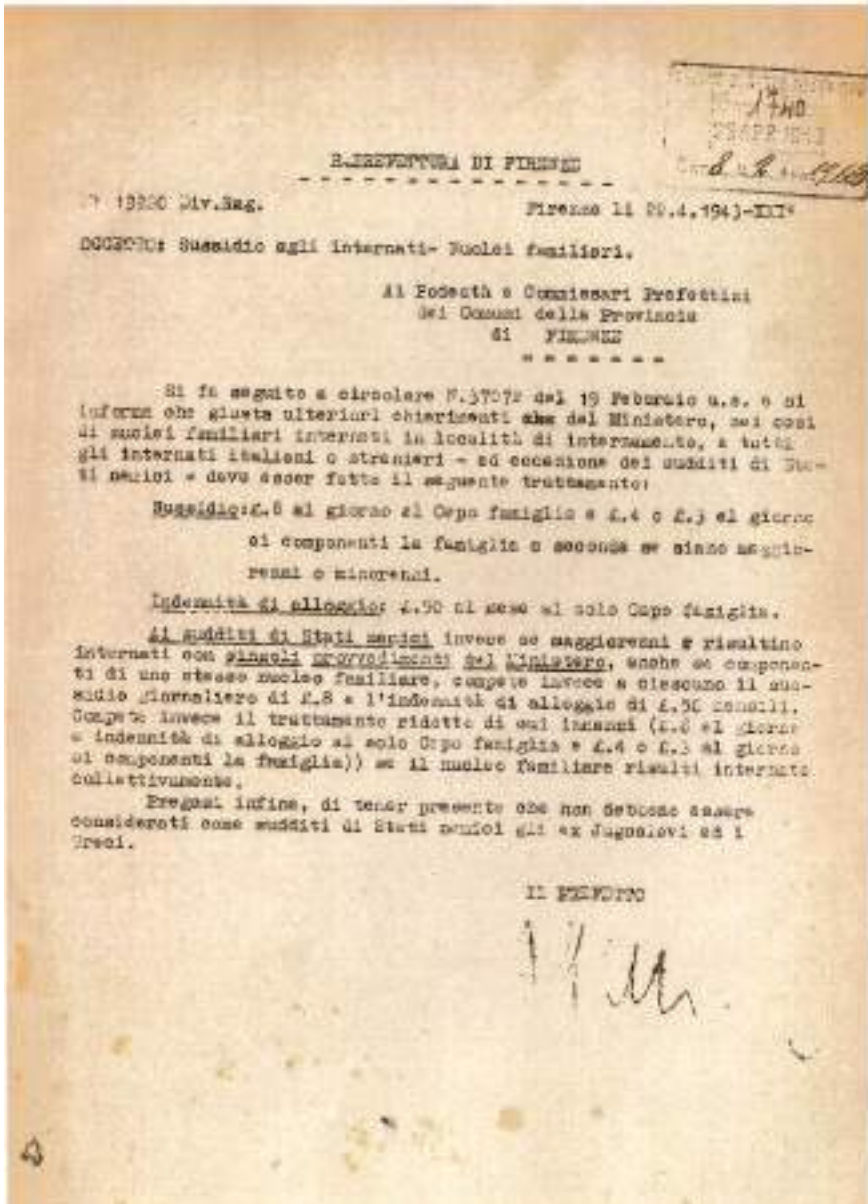 1740
R.PREFETTURA DI FIRENZE
Div.Rag. Firenze li .4.1943-XXI°
OGGETTO: Sussidio agli internati- Nuclei familiari.
Ai Podestà e Commissari Prefettizi
dei Comuni della Provincia
di FIRENZE
Si fa seguito a circolare del 19 Febbraio u.s. e si
informa che giusta ulteriori chiarimenti che dal Ministero, nei casi
di nuclei familiari internati in località di internamento, a tutti
gli internati italiani o stranieri - ad eccezione dei sudditi di Sta-
ti nemici - deve esser fatto il seguente trattamento:
Sussidio: £.8 al giorno al Capo famiglia e £.4 o £.3 al giorno
ai componenti la famiglia a seconda se siano maggio-
renni o minorenni.
Indennità di alloggio: £.50 al mese al solo Capo famiglia.
Ai sudditi di Stati nemici invece se maggiorenni e risultino
internati con singoli provvedimenti del Ministero, anche se componen-
ti di uno stesso nucleo familiare, compete invece a ciascuno il sus-
sidio giornaliero di £.8 e l'indennità di alloggio di £.50 mensili.
Compete invece il trattamento ridotto di cui innanzi (£.8 al giorno
e indennità di alloggio al solo Capo famiglia e £.4 o £.3 al giorno
ai componenti la famiglia)) se il nucleo familiare risulti internato
collettivamente.
Pregasi infine, di tener presente che non debbono essere
considerati come sudditi di Stati nemici gli ex Jugoslavi ed i
Greci.
IL PREFETTO